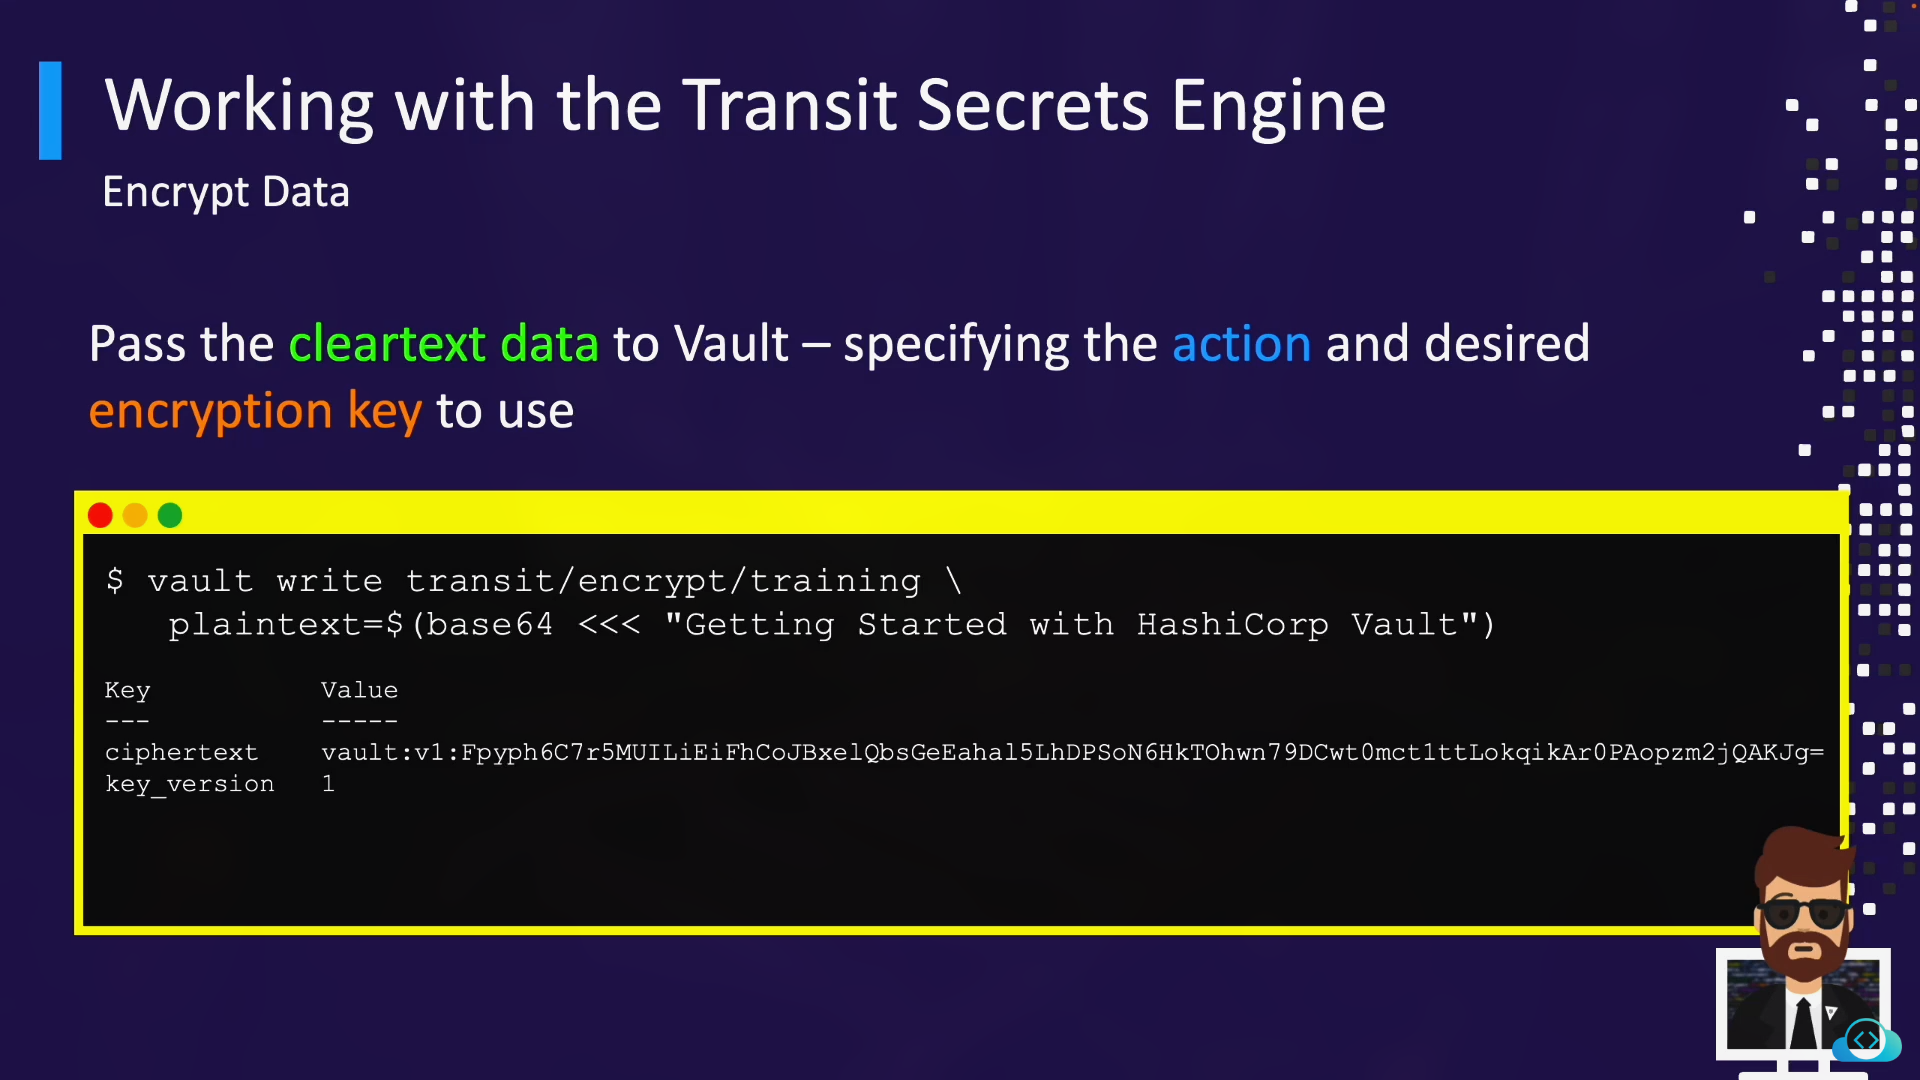 Working with the Transit Secrets Engine
Encrypt Data
Pass the cleartext data to Vault – specifying the action and desired
encryption key to use
$ vault write transit/encrypt/training \
plaintext=$(base64 <<< "Getting Started with HashiCorp Vault")
Key Value
--- -----
ciphertext vault:v1:Fpyph6C7r5MUILiEiFhCoJBxelQbsGeEahal5LhDPSoN6HkTOhwn79DCwt0mct1ttLokqikAr0PAopzm2jQAKJg=
key_version 1